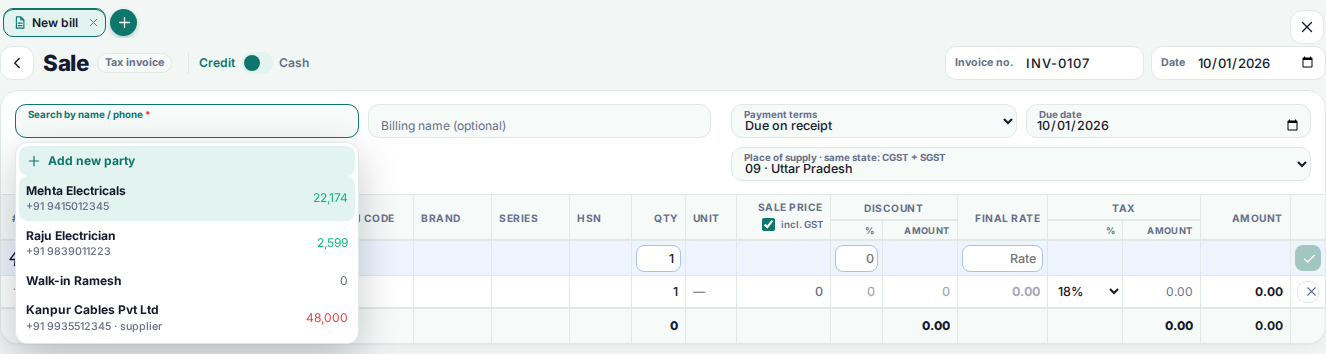 New bill
Sale
Tax invoice
Credit
Cash
Invoice no. INV-0107
Date 10/01/2026
Search by name / phone *
Billing name (optional)
Payment terms
Due on receipt
Due date
10/01/2026
Place of supply · same state: CGST + SGST
09 · Uttar Pradesh
+ Add new party
Mehta Electricals
+91 9415012345
22,174
Raju Electrician
+91 9839011223
2,599
Walk-in Ramesh
0
Kanpur Cables Pvt Ltd
+91 9935512345 · supplier
48,000
CODE
BRAND
SERIES
HSN
QTY
UNIT
SALE PRICE
incl. GST
DISCOUNT
%
AMOUNT
FINAL RATE
TAX
%
AMOUNT
AMOUNT
1
0
Rate
1
—
0
0
0
0.00
18%
0.00
0.00
0
0.00
0.00
0.00